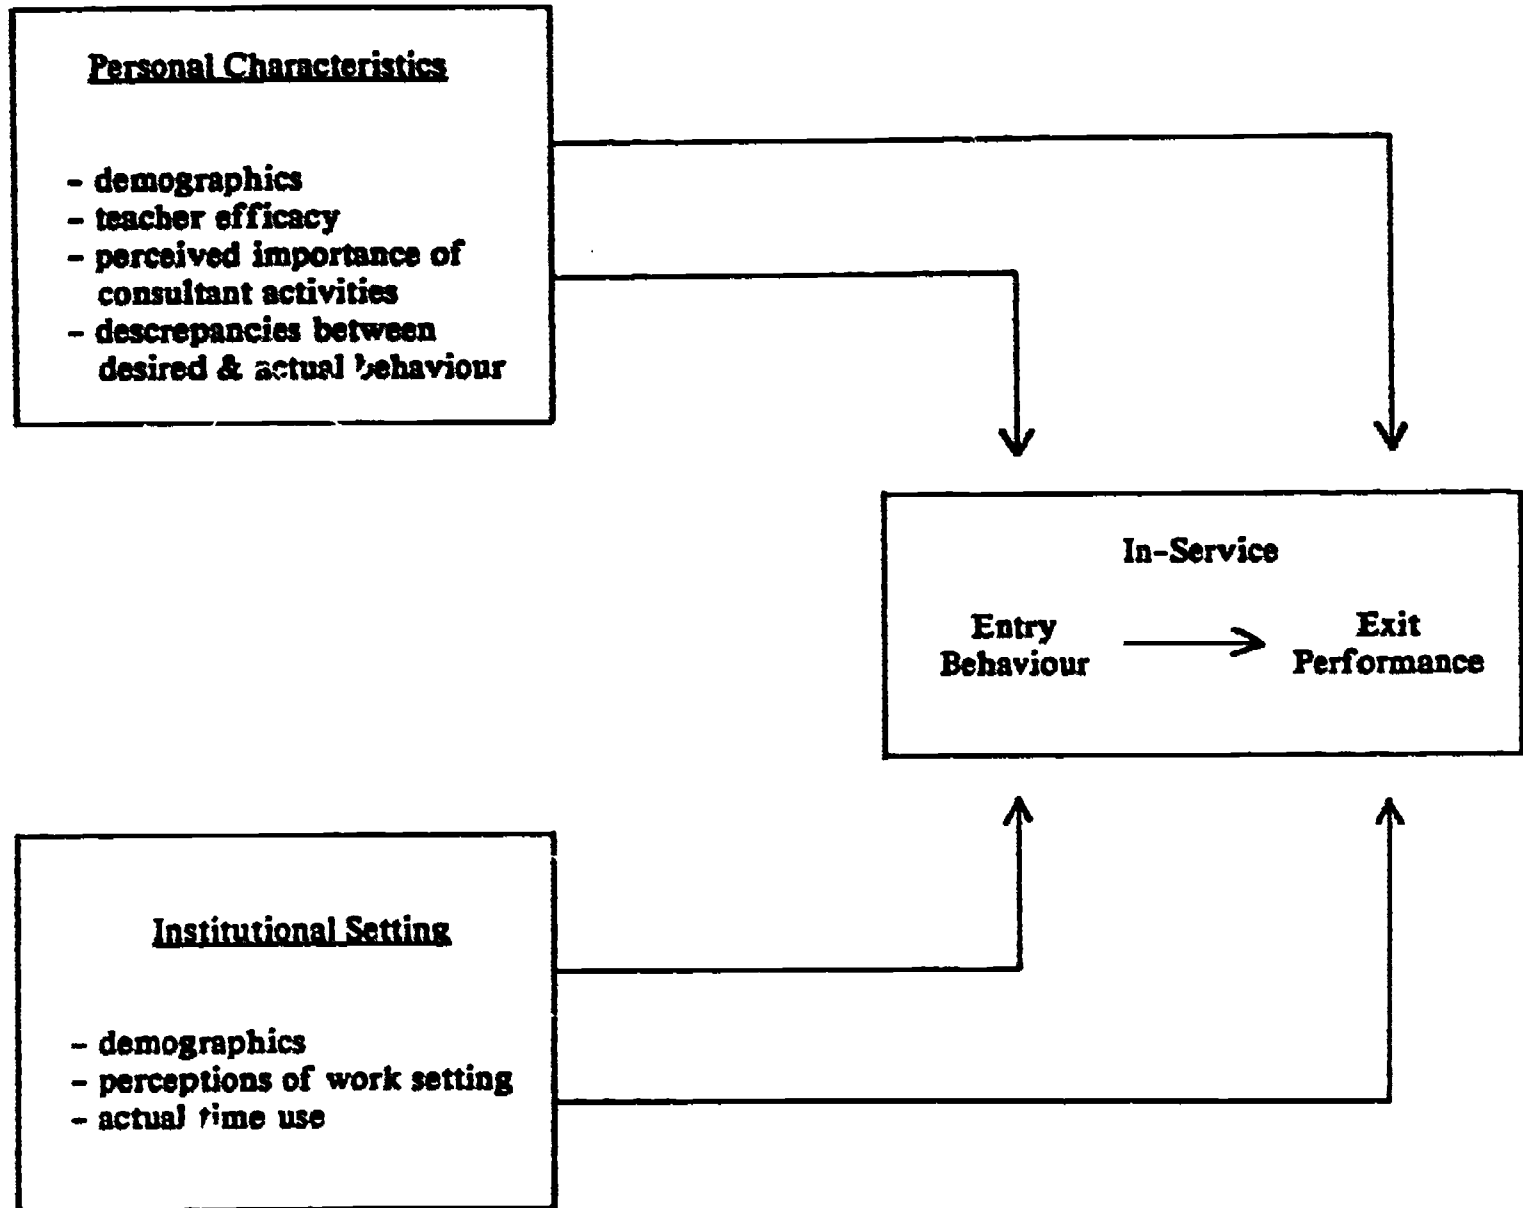 Personal Characteristics
- demographics
- teacher efficacy
- perceived importance of
consultant activities
- descrepancies between
desired & actual behaviour
In-Service
Entry
Behaviour
Exit
Performance
Institutional Setting
- demographics
- perceptions of work setting
- actual time use